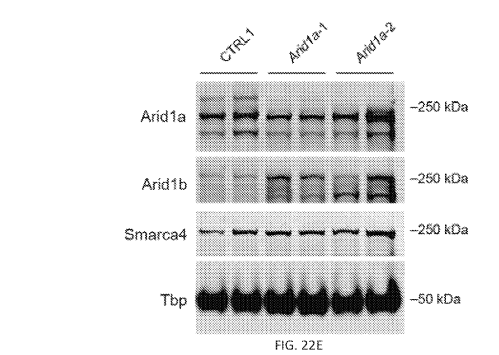 CTRL1 Arid1a-1 Arid1a-2
Arid1a –250 kDa
Arid1b –250 kDa
Smarca4 –250 kDa
Tbp –50 kDa
FIG. 22E